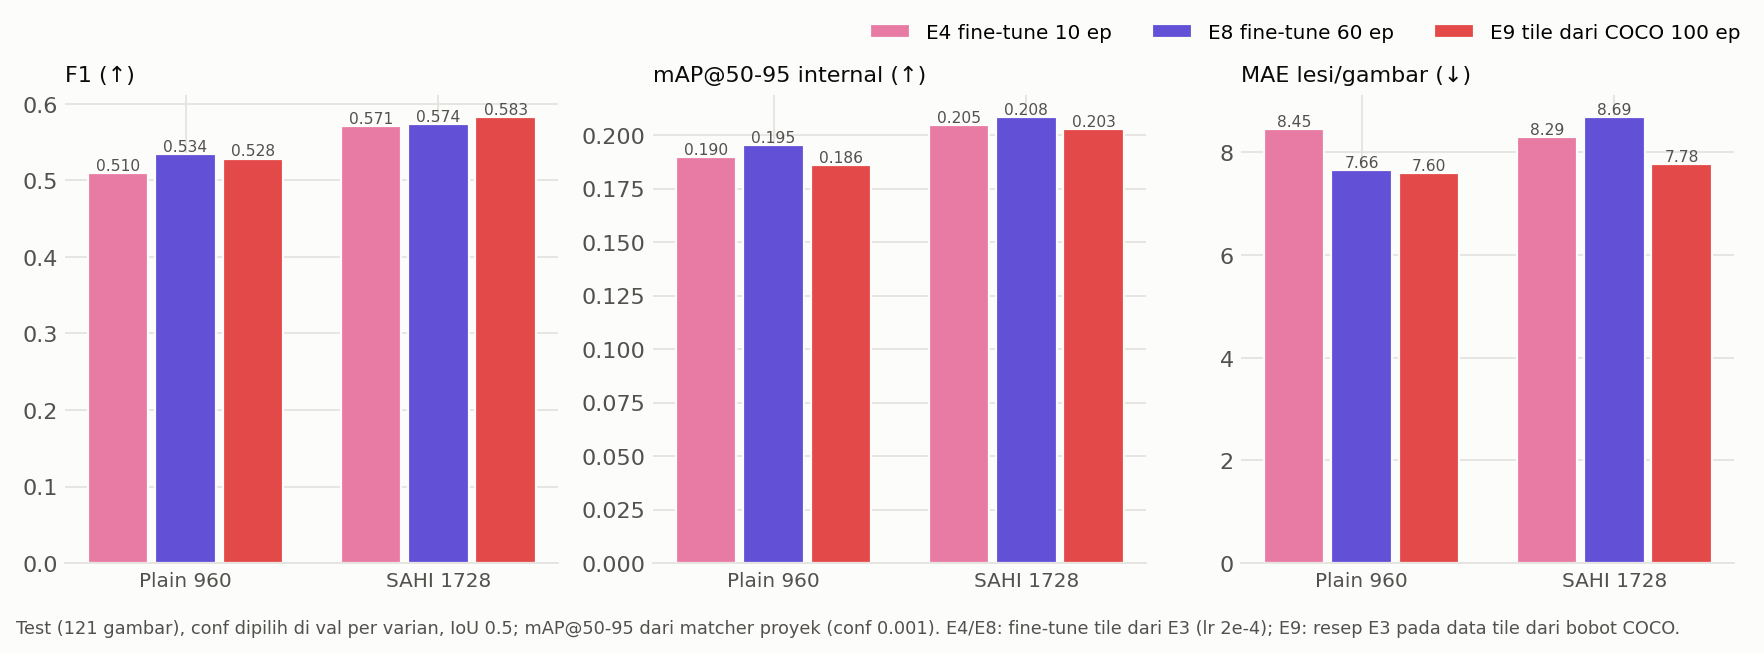 E4 fine-tune 10 ep E8 fine-tune 60 ep E9 tile dari COCO 100 ep
F1 (↑)
0.6
0.5
0.4
0.3
0.2
0.1
0.0
0.510 0.534 0.528 0.571 0.574 0.583
Plain 960 SAHI 1728
mAP@50-95 internal (↑)
0.200
0.175
0.150
0.125
0.100
0.075
0.050
0.025
0.000
0.190 0.195 0.186 0.205 0.208 0.203
Plain 960 SAHI 1728
MAE lesi/gambar (↓)
8
6
4
2
0
8.45 7.66 7.60 8.29 8.69 7.78
Plain 960 SAHI 1728
Test (121 gambar), conf dipilih di val per varian, IoU 0.5; mAP@50-95 dari matcher proyek (conf 0.001). E4/E8: fine-tune tile dari E3 (lr 2e-4); E9: resep E3 pada data tile dari bobot COCO.